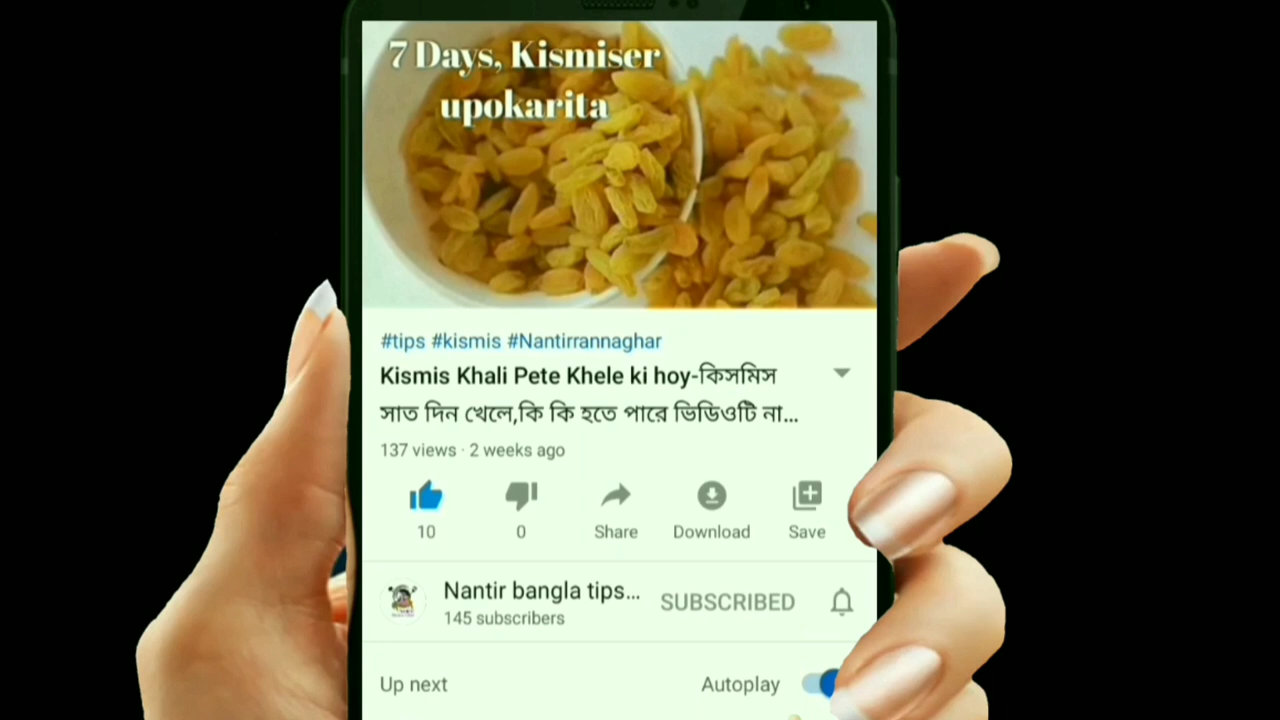 7 Days, Kismiser
upokarita
#tips #kismis #Nantirrannaghar
Kismis Khali Pete Khele ki hoy-কিসমিস
সাত দিন খেলে,কি কি হতে পারে ভিডিওটি না...
137 views · 2 weeks ago
10
0
Share
Download
Save
Nantir bangla tips...
SUBSCRIBED
145 subscribers
Up next
Autoplay